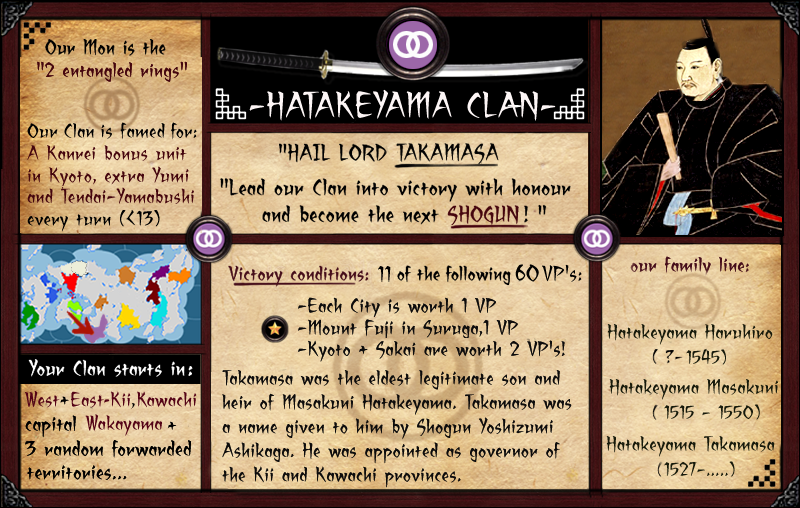 Our Mon is the
"2 entangled rings"
Our Clan is famed for:
A Kanrei bonus unit
in Kyoto, extra Yumi
and Tendai-Yamabushi
every turn (<13)
-HATAKEYAMA CLAN-
"HAIL LORD TAKAMASA
"Lead our Clan into victory with honour
and become the next SHOGUN! "
Your Clan starts in:
West+East-Kii,Kawachi
capital Wakayama +
3 random forwarded
territories...
Victory conditions: 11 of the following 60 VP's:
-Each City is worth 1 VP
-Mount Fuji in Suruga,1 VP
-Kyoto + Sakai are worth 2 VP's!
Takamasa was the eldest legitimate son and
heir of Masakuni Hatakeyama. Takamasa was
a name given to him by Shogun Yoshizumi
Ashikaga. He was appointed as governor of
the Kii and Kawachi provinces.
our family line:
Hatakeyama Haruhiro
( ?- 1545)
Hatakeyama Masakuni
( 1515 - 1550)
Hatakeyama Takamasa
(1527-.....)